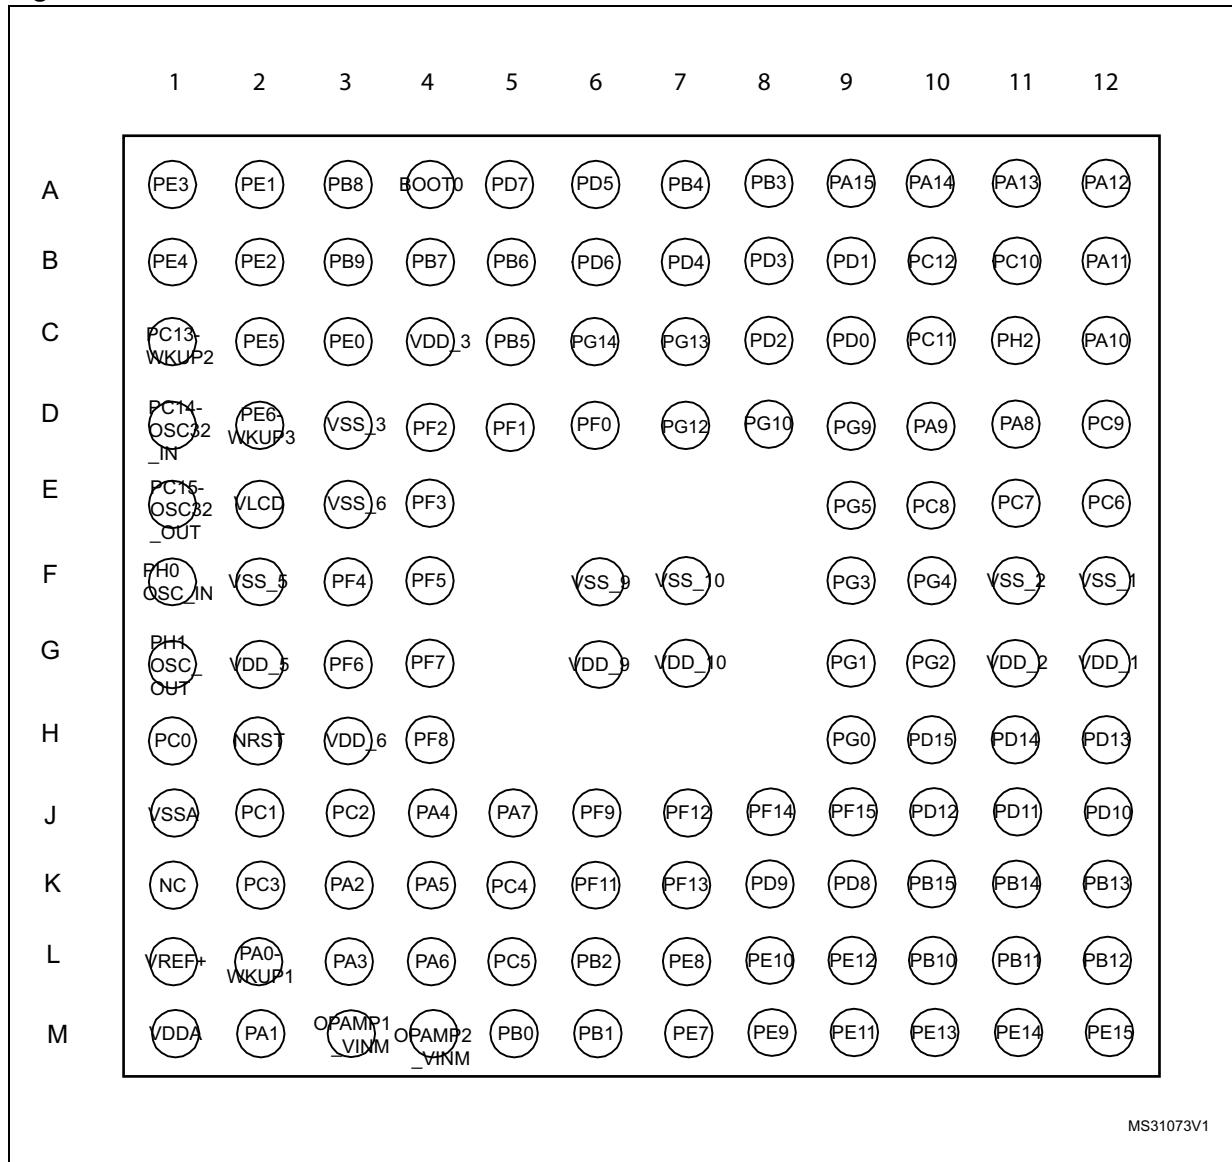 1 2 3 4 5 6 7 8 9 10 11 12
A PE3 PE1 PB8 BOOT0 PD7 PD5 PB4 PB3 PA15 PA14 PA13 PA12
B PE4 PE2 PB9 PB7 PB6 PD6 PD4 PD3 PD1 PC12 PC10 PA11
C PC13-WKUP2 PE5 PE0 VDD_3 PB5 PG14 PG13 PD2 PD0 PC11 PH2 PA10
D PC14-OSC32_IN PE6-WKUP3 VSS_3 PF2 PF1 PF0 PG12 PG10 PG9 PA9 PA8 PC9
E PC15-OSC32_OUT VLCD VSS_6 PF3 PG5 PC8 PC7 PC6
F PH0 OSC_IN VSS_5 PF4 PF5 VSS_9 VSS_10 PG3 PG4 VSS_2 VSS_1
G PH1 OSC_OUT VDD_5 PF6 PF7 VDD_9 VDD_10 PG1 PG2 VDD_2 VDD_1
H PC0 NRST VDD_6 PF8 PG0 PD15 PD14 PD13
J VSSA PC1 PC2 PA4 PA7 PF9 PF12 PF14 PF15 PD12 PD11 PD10
K NC PC3 PA2 PA5 PC4 PF11 PF13 PD9 PD8 PB15 PB14 PB13
L VREF+ PA0-WKUP1 PA3 PA6 PC5 PB2 PE8 PE10 PE12 PB10 PB11 PB12
M VDDA PA1 OPAMP1_VINM OPAMP2_VINM PB0 PB1 PE7 PE9 PE11 PE13 PE14 PE15
MS31073V1